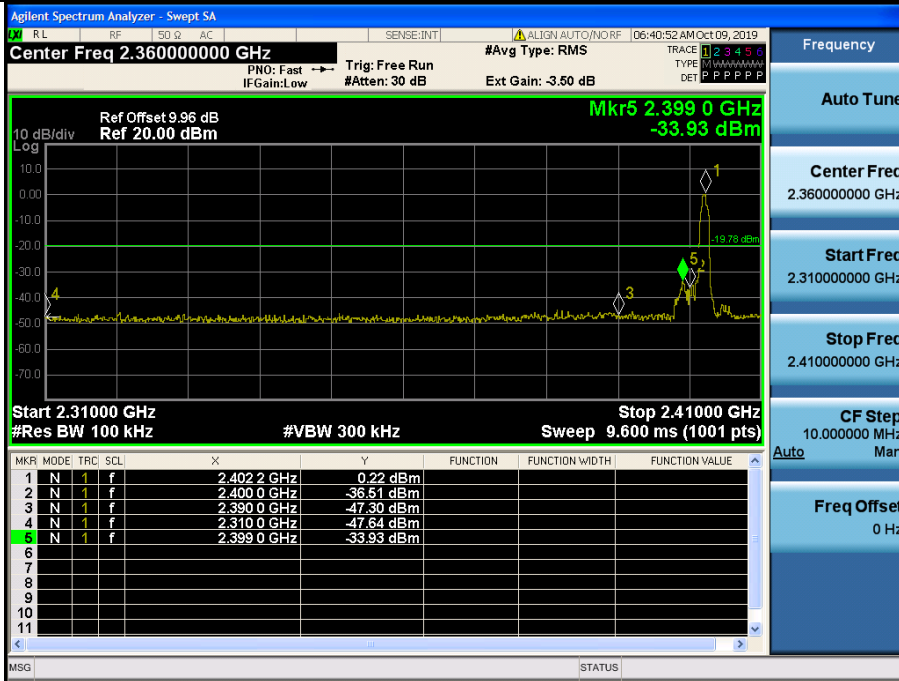 Agilent Spectrum Analyzer - Swept SA
LXI RL RF 50 Ω AC SENSE:INT ALIGN AUTO/NO RF 06:40:52 AM Oct 09, 2019
Center Freq 2.360000000 GHz
PNO: Fast
IFGain:Low
Trig: Free Run
#Atten: 30 dB
#Avg Type: RMS
Ext Gain: -3.50 dB
TRACE 1 2 3 4 5 6
TYPE M WWWWW
DET P P P P P P
Mkr5 2.399 0 GHz
-33.93 dBm
Ref Offset 9.96 dB
10 dB/div Ref 20.00 dBm
Log
10.0
0.00
-10.0
-20.0
-30.0
-40.0
-50.0
-60.0
-70.0
1
-19.78 dBm
5
2
3
4
Start 2.31000 GHz Stop 2.41000 GHz
#Res BW 100 kHz #VBW 300 kHz Sweep 9.600 ms (1001 pts)
MKR MODE TRC SCL X Y FUNCTION FUNCTION WIDTH FUNCTION VALUE
1 N 1 f 2.402 2 GHz 0.22 dBm
2 N 1 f 2.400 0 GHz -36.51 dBm
3 N 1 f 2.390 0 GHz -47.30 dBm
4 N 1 f 2.310 0 GHz -47.64 dBm
5 N 1 f 2.399 0 GHz -33.93 dBm
6
7
8
9
10
11
MSG STATUS
Frequency
Auto Tune
Center Freq
2.360000000 GHz
Start Freq
2.310000000 GHz
Stop Freq
2.410000000 GHz
CF Step
10.000000 MHz
Auto Man
Freq Offset
0 Hz